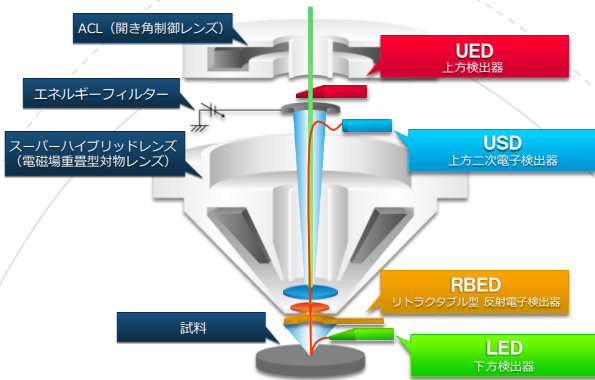 ACL（開き角制御レンズ）
UED
上方検出器
エネルギーフィルター
USD
上方二次電子検出器
スーパーハイブリッドレンズ
（電磁場重畳型対物レンズ）
RBED
リトラクタブル型 反射電子検出器
試料
LED
下方検出器